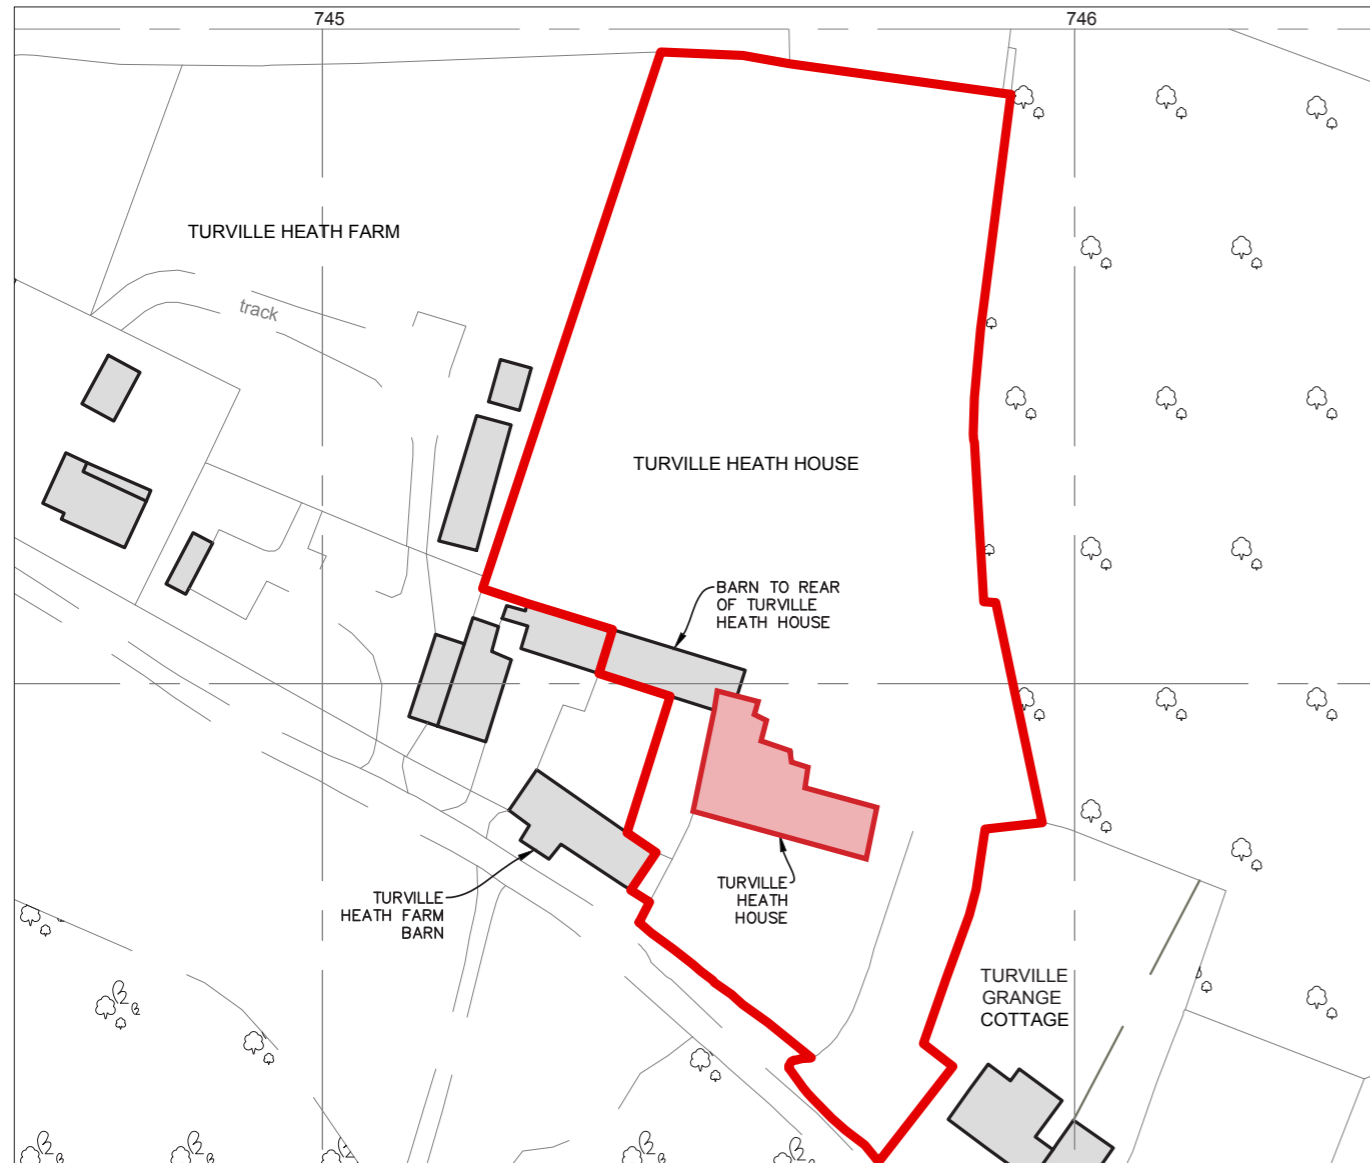 745
746
TURVILLE HEATH FARM
track
TURVILLE HEATH HOUSE
BARN TO REAR
OF TURVILLE
HEATH HOUSE
TURVILLE
HEATH FARM
BARN
TURVILLE
HEATH
HOUSE
TURVILLE
GRANGE
COTTAGE